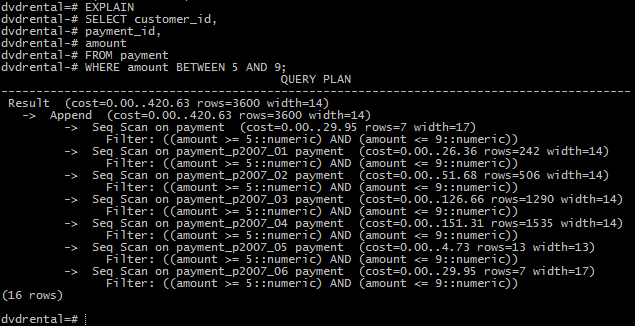 dvdrental=# EXPLAIN
dvdrental-# SELECT customer_id,
dvdrental-# payment_id,
dvdrental-# amount
dvdrental-# FROM payment
dvdrental-# WHERE amount BETWEEN 5 AND 9;
QUERY PLAN
--------------------------------------------------------------------------------
Result  (cost=0.00..420.63 rows=3600 width=14)
  ->  Append  (cost=0.00..420.63 rows=3600 width=14)
        ->  Seq Scan on payment  (cost=0.00..29.95 rows=7 width=17)
              Filter: ((amount >= 5::numeric) AND (amount <= 9::numeric))
        ->  Seq Scan on payment_p2007_01 payment  (cost=0.00..26.36 rows=242 width=14)
              Filter: ((amount >= 5::numeric) AND (amount <= 9::numeric))
        ->  Seq Scan on payment_p2007_02 payment  (cost=0.00..51.68 rows=506 width=14)
              Filter: ((amount >= 5::numeric) AND (amount <= 9::numeric))
        ->  Seq Scan on payment_p2007_03 payment  (cost=0.00..126.66 rows=1290 width=14)
              Filter: ((amount >= 5::numeric) AND (amount <= 9::numeric))
        ->  Seq Scan on payment_p2007_04 payment  (cost=0.00..151.31 rows=1535 width=14)
              Filter: ((amount >= 5::numeric) AND (amount <= 9::numeric))
        ->  Seq Scan on payment_p2007_05 payment  (cost=0.00..4.73 rows=13 width=13)
              Filter: ((amount >= 5::numeric) AND (amount <= 9::numeric))
        ->  Seq Scan on payment_p2007_06 payment  (cost=0.00..29.95 rows=7 width=17)
              Filter: ((amount >= 5::numeric) AND (amount <= 9::numeric))
(16 rows)
dvdrental=#